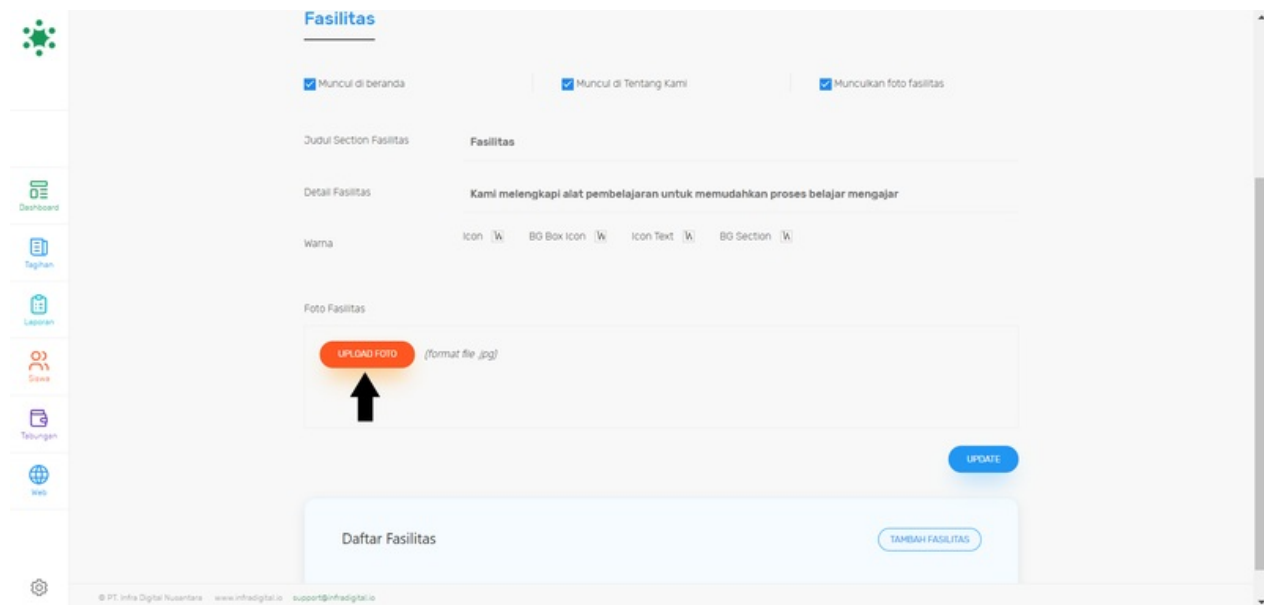 Fasilitas
Muncul di beranda Muncul di Tentang Kami Munculkan foto fasilitas
Judul Section Fasilitas Fasilitas
Detail Fasilitas Kami melengkapi alat pembelajaran untuk memudahkan proses belajar mengajar
Warna Icon BG Box Icon Icon Text BG Section
Foto Fasilitas
UPLOAD FOTO (format file .jpg)
UPDATE
Daftar Fasilitas TAMBAH FASILITAS
Dashboard
Tagihan
Laporan
Siswa
Tabungan
Web
© PT. Infra Digital Nusantara www.infradigital.io support@infradigital.io